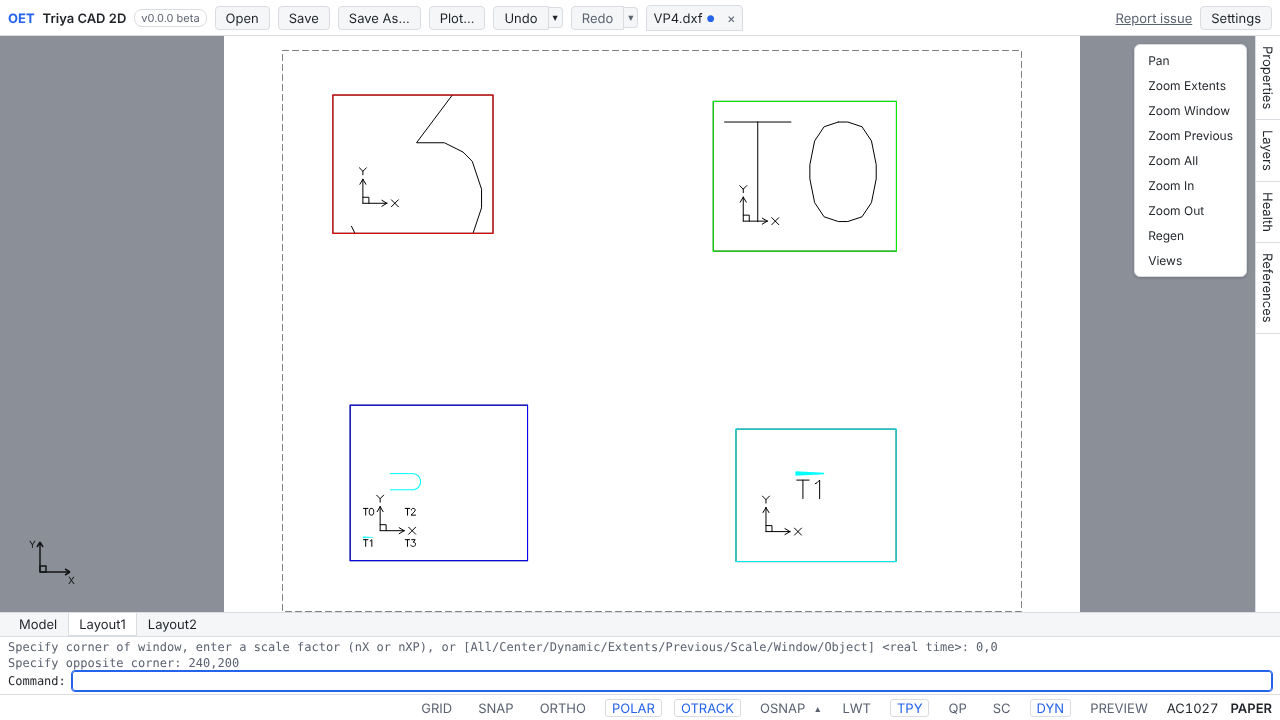 OET Triya CAD 2D v0.0.0 beta Open Save Save As... Plot... Undo ▾ Redo ▾ VP4.dxf × Report issue Settings
Pan
Zoom Extents
Zoom Window
Zoom Previous
Zoom All
Zoom In
Zoom Out
Regen
Views
Properties
Layers
Health
References
Y
X
T0
Y
X
Y
T0 T2
X
T1 T3
T1
Y
X
Y
X
Model Layout1 Layout2
Specify corner of window, enter a scale factor (nX or nXP), or [All/Center/Dynamic/Extents/Previous/Scale/Window/Object] <real time>: 0,0
Specify opposite corner: 240,200
Command:
GRID SNAP ORTHO POLAR OTRACK OSNAP ▴ LWT TPY QP SC DYN PREVIEW AC1027 PAPER